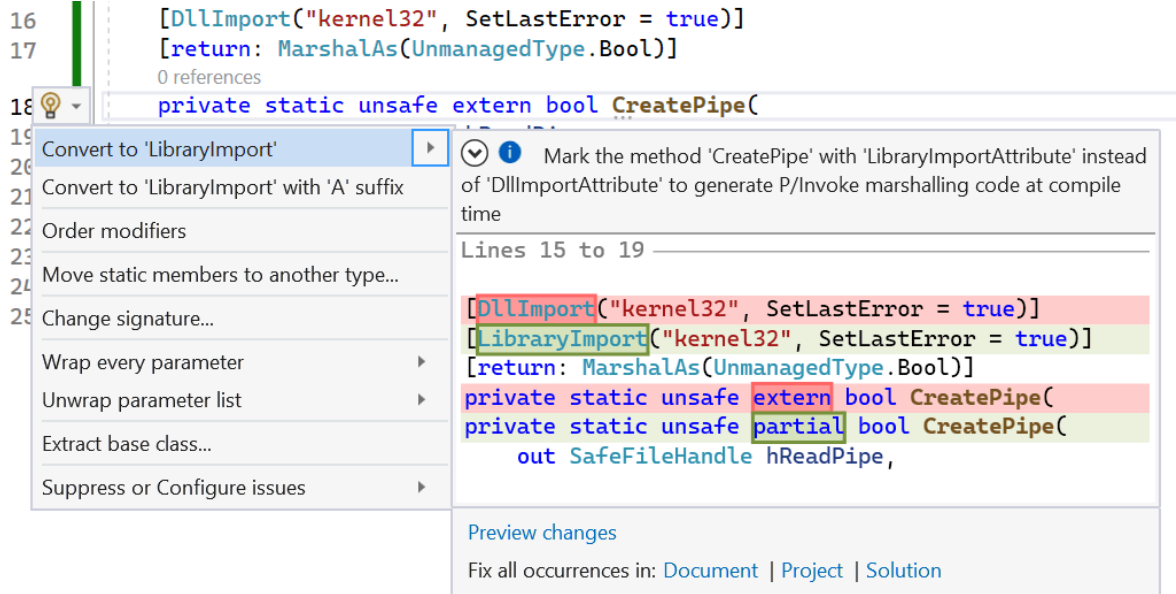 16 [DllImport("kernel32", SetLastError = true)]
17 [return: MarshalAs(UnmanagedType.Bool)]
0 references
18 private static unsafe extern bool CreatePipe(
19
20
21
22
23
24
25
Convert to 'LibraryImport'
Convert to 'LibraryImport' with 'A' suffix
Order modifiers
Move static members to another type...
Change signature...
Wrap every parameter
Unwrap parameter list
Extract base class...
Suppress or Configure issues
Mark the method 'CreatePipe' with 'LibraryImportAttribute' instead
of 'DllImportAttribute' to generate P/Invoke marshalling code at compile
time
Lines 15 to 19
[DllImport("kernel32", SetLastError = true)]
[LibraryImport("kernel32", SetLastError = true)]
[return: MarshalAs(UnmanagedType.Bool)]
private static unsafe extern bool CreatePipe(
private static unsafe partial bool CreatePipe(
out SafeFileHandle hReadPipe,
Preview changes
Fix all occurrences in: Document | Project | Solution